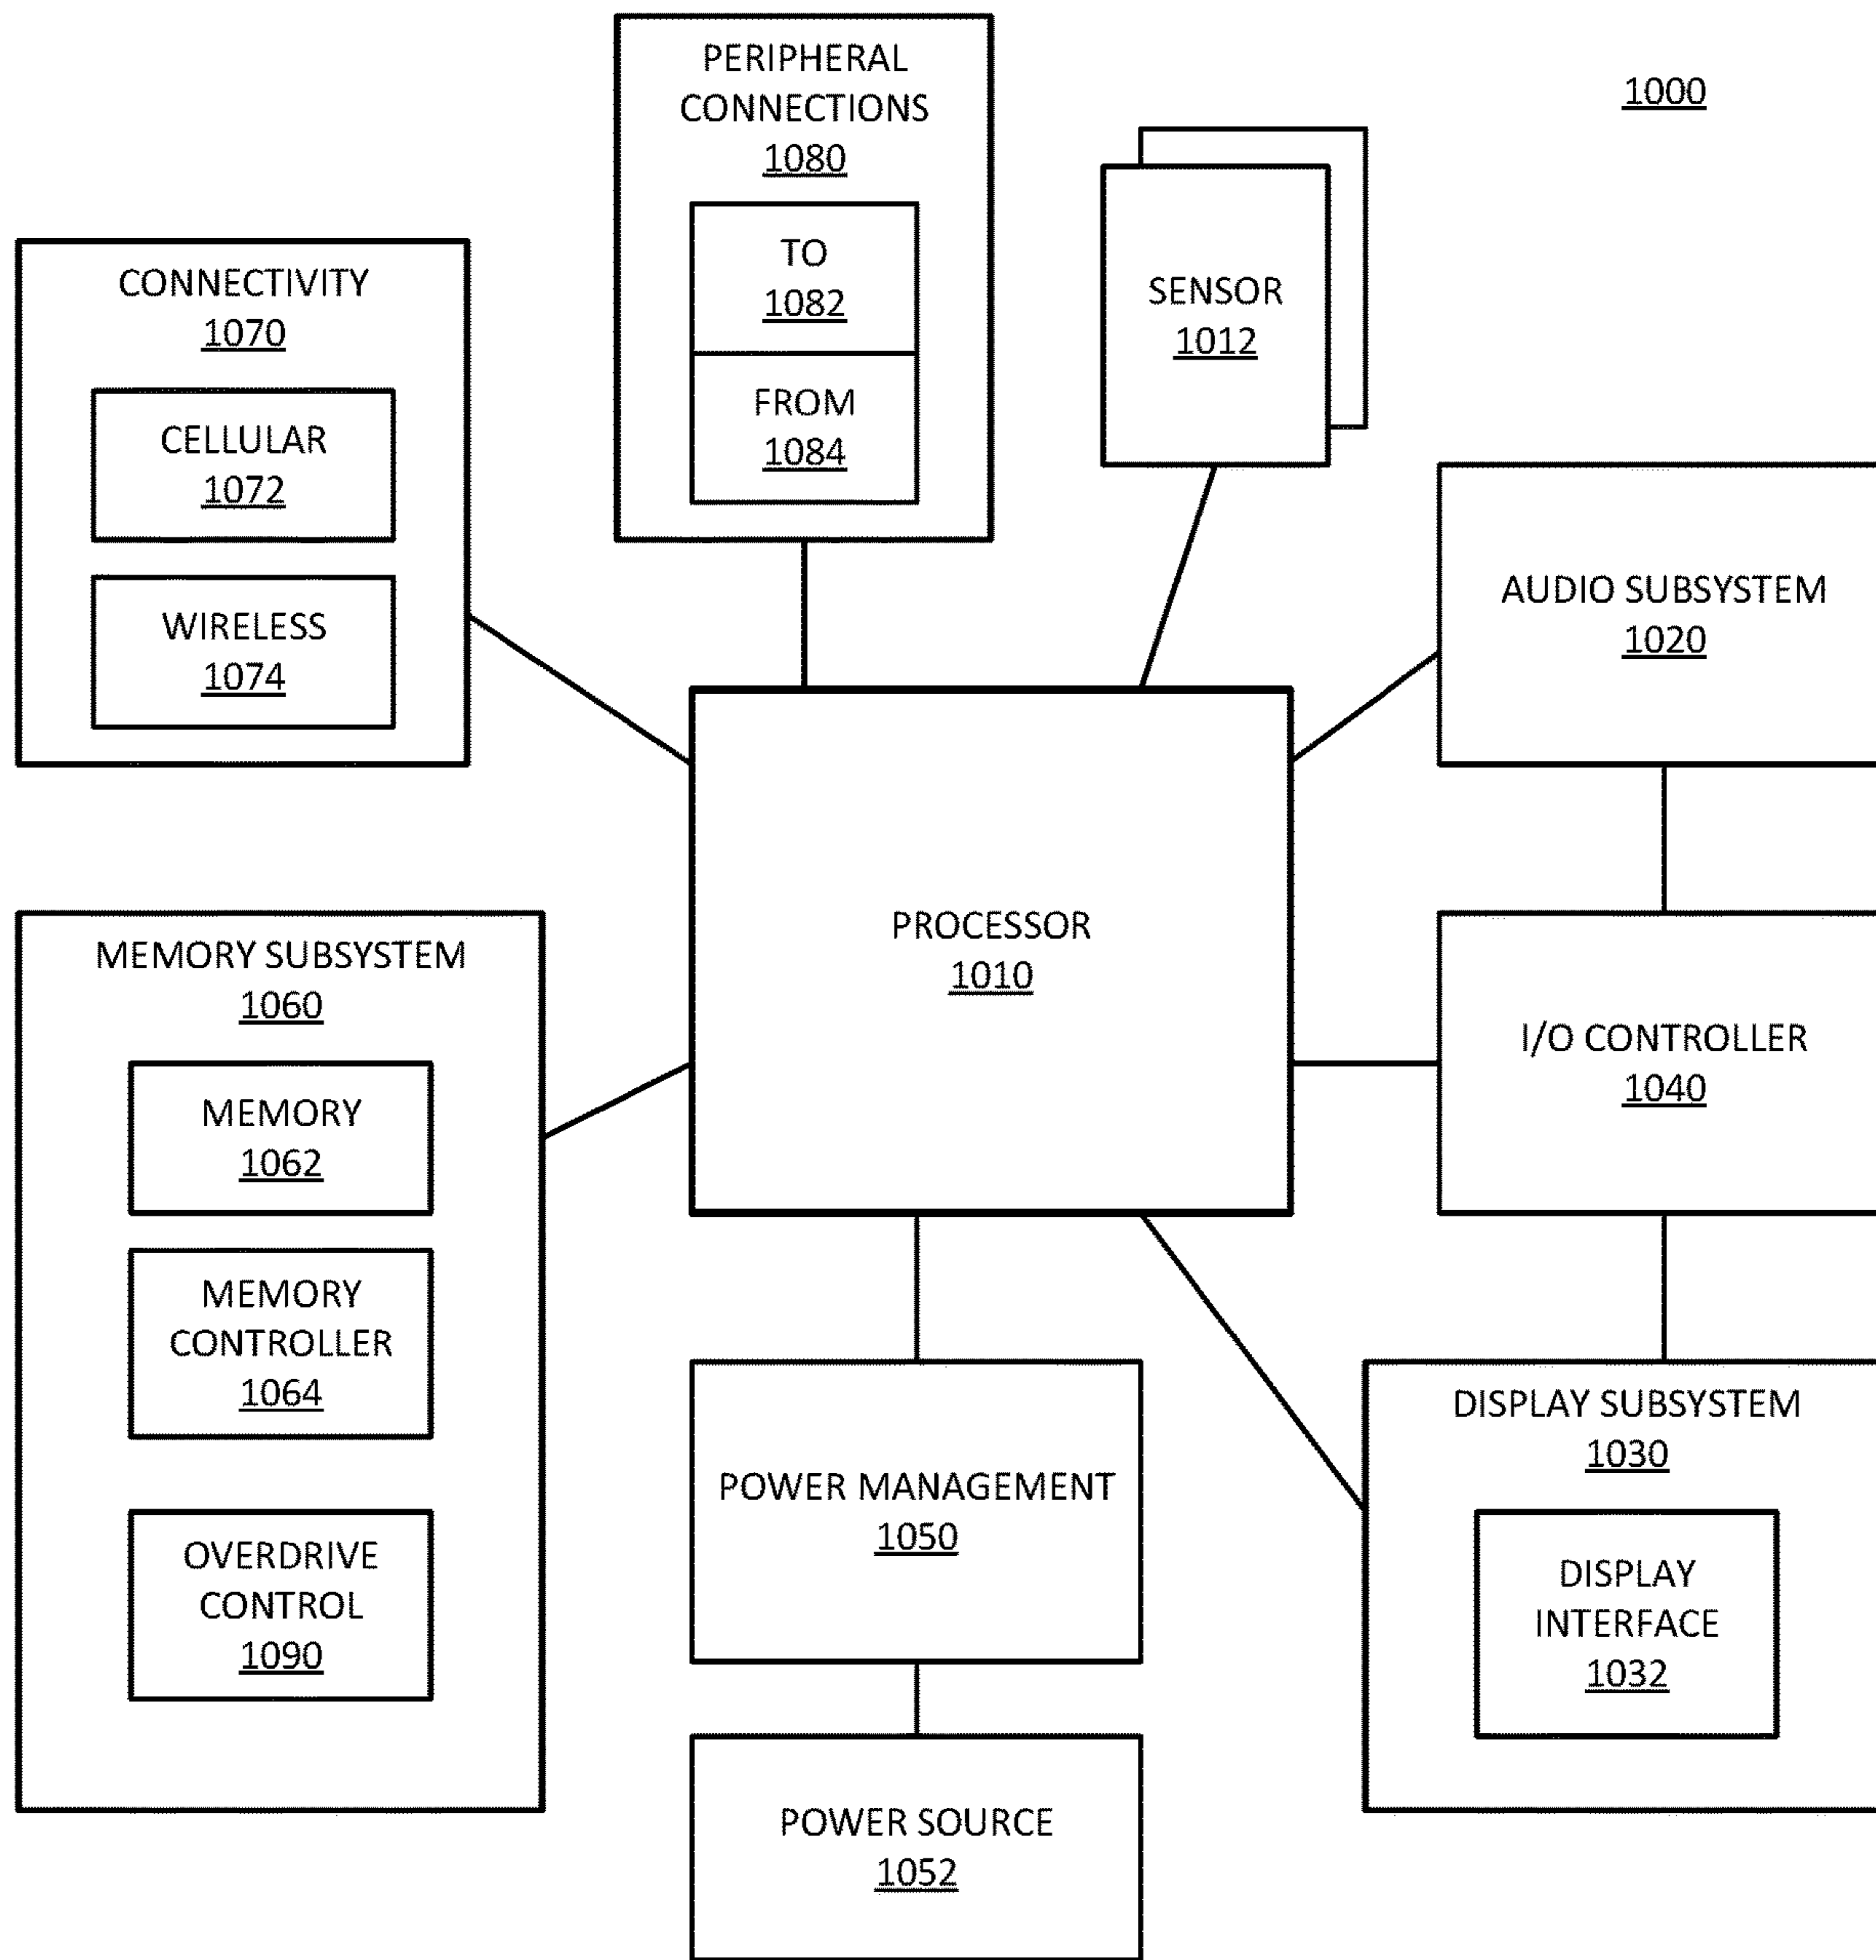 1000
PERIPHERAL
CONNECTIONS
1080
TO
1082
FROM
1084
SENSOR
1012
CONNECTIVITY
1070
CELLULAR
1072
WIRELESS
1074
AUDIO SUBSYSTEM
1020
PROCESSOR
1010
I/O CONTROLLER
1040
MEMORY SUBSYSTEM
1060
MEMORY
1062
MEMORY
CONTROLLER
1064
OVERDRIVE
CONTROL
1090
POWER MANAGEMENT
1050
POWER SOURCE
1052
DISPLAY SUBSYSTEM
1030
DISPLAY
INTERFACE
1032